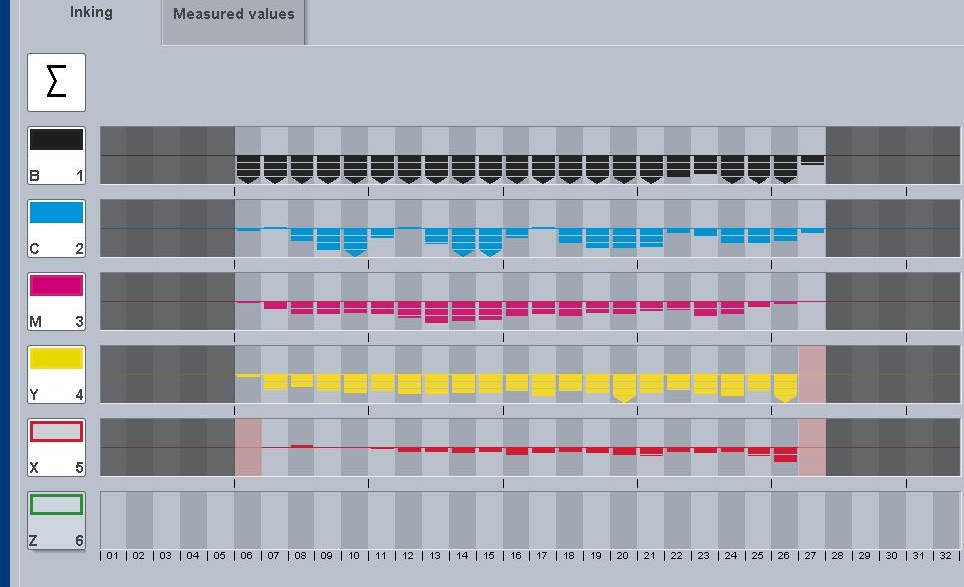 Inking Measured values
Σ
B 1
C 2
M 3
Y 4
X 5
Z 6
01 02 03 04 05 06 07 08 09 10 11 12 13 14 15 16 17 18 19 20 21 22 23 24 25 26 27 28 29 30 31 32